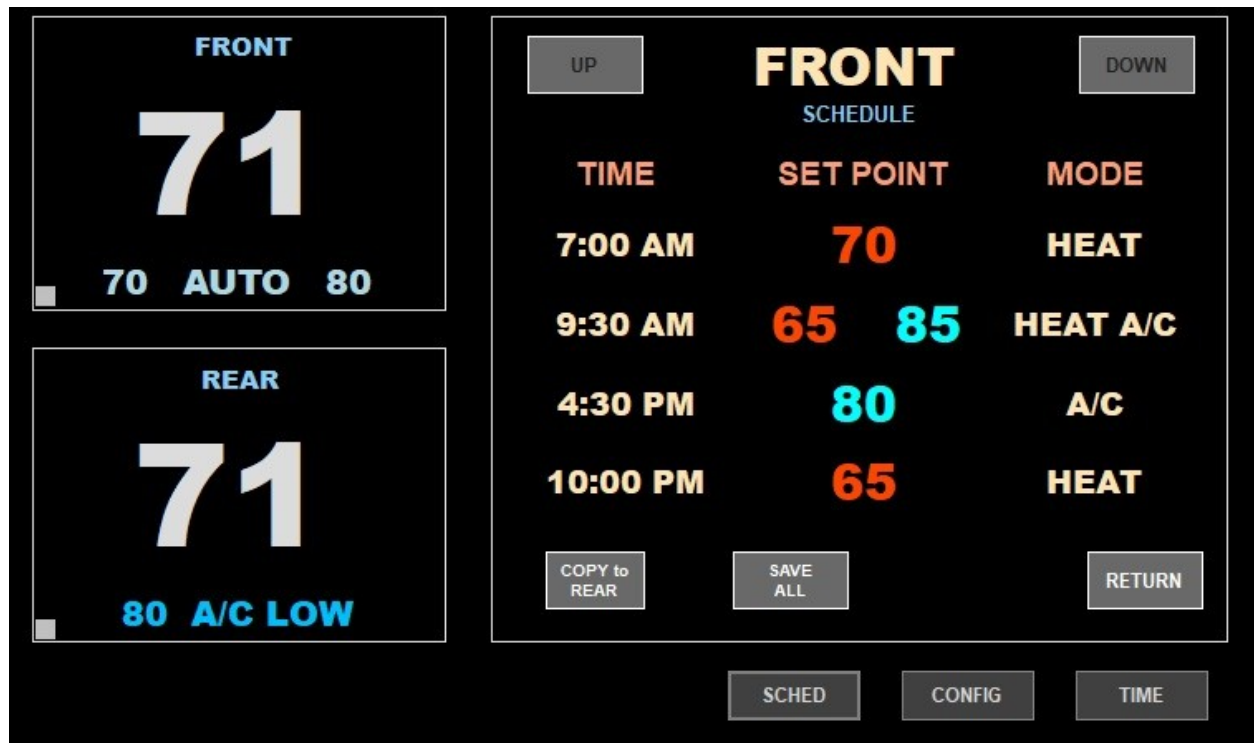 FRONT
71
70 AUTO 80
REAR
71
80 A/C LOW
UP FRONT DOWN
SCHEDULE
TIME SET POINT MODE
7:00 AM 70 HEAT
9:30 AM 65 85 HEAT A/C
4:30 PM 80 A/C
10:00 PM 65 HEAT
COPY to
REAR
SAVE
ALL
RETURN
SCHED CONFIG TIME